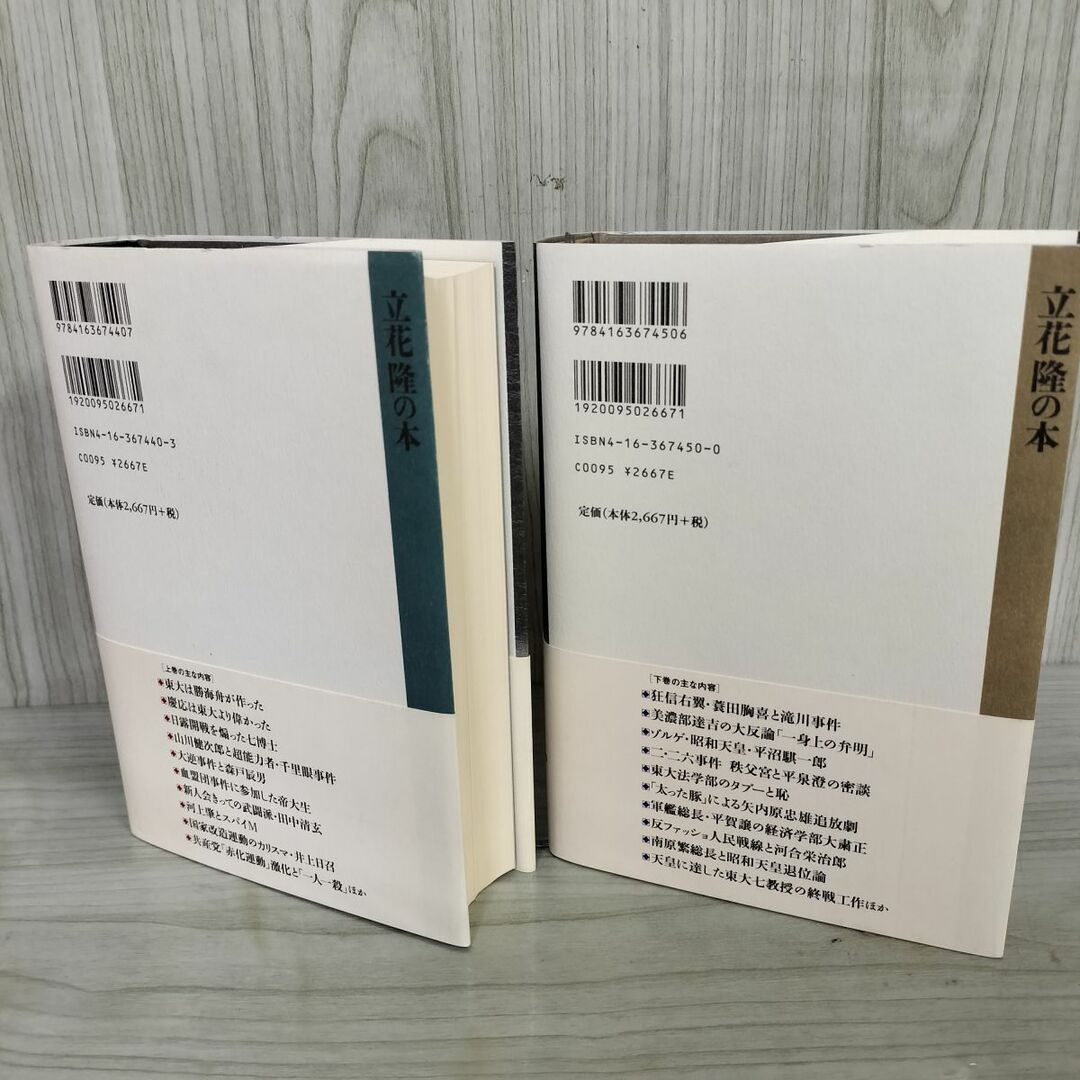 9784163674407
1920095026671
ISBN4-16-367440-3
C0095 ¥2667E
定価(本体2,667円+税)
立花隆の本
[上巻の主な内容]
東大は勝海舟が作った
慶応は東大より偉かった
日露開戦を煽った七博士
山川健次郎と超能力者・千里眼事件
大逆事件と森戸辰男
血盟団事件に参加した帝大生
新人会きっての武闘派・田中清玄
河上肇とスパイM
国家改造運動のカリスマ・井上日召
共産党「赤化運動」激化と「一人一殺」ほか
9784163674506
1920095026671
ISBN4-16-367450-0
C0095 ¥2667E
定価(本体2,667円+税)
立花隆の本
[下巻の主な内容]
狂信右翼・蓑田胸喜と滝川事件
美濃部達吉の大反論「一身上の弁明」
ゾルゲ・昭和天皇・平沼騏一郎
二・二六事件 秩父宮と平泉澄の密談
東大法学部のタブーと恥
「太った豚」による矢内原忠雄追放劇
軍艦総長・平賀譲の経済学部大粛正
反ファッショ人民戦線と河合栄治郎
南原繁総長と昭和天皇退位論
天皇に達した東大七教授の終戦工作ほか